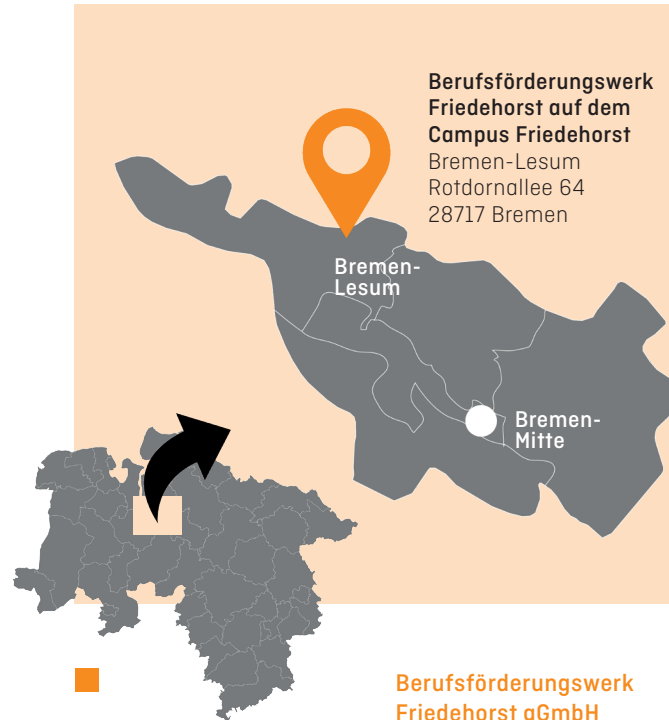 Berufsförderungswerk
Friedehorst auf dem
Campus Friedehorst
Bremen-Lesum
Rotdornallee 64
28717 Bremen
Bremen-
Lesum
Bremen-
Mitte
Berufsförderungswerk
Friedehorst gGmbH